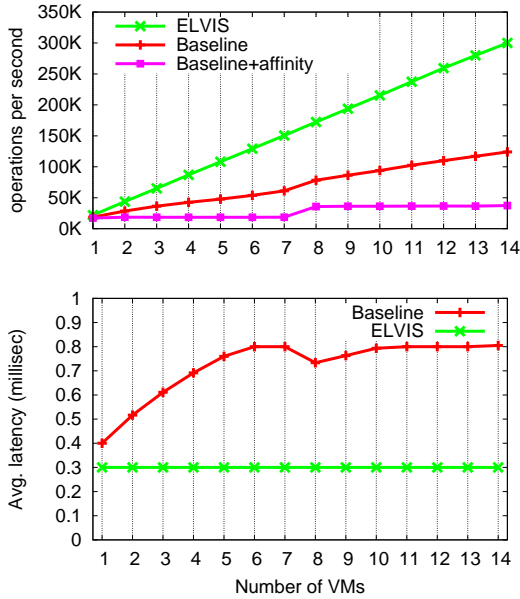 350K
300K
250K
200K
150K
100K
50K
0K
operations per second
ELVIS
Baseline
Baseline+affinity
1 2 3 4 5 6 7 8 9 10 11 12 13 14
1
0.9
0.8
0.7
0.6
0.5
0.4
0.3
0.2
0.1
0
Avg. latency (millisec)
Baseline
ELVIS
1 2 3 4 5 6 7 8 9 10 11 12 13 14
Number of VMs